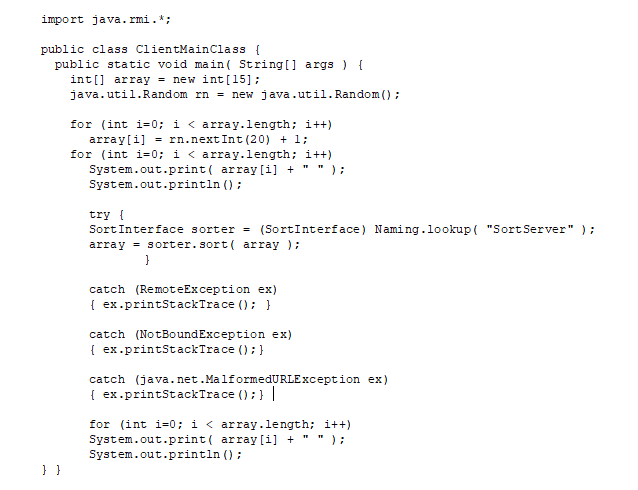 import java.rmi.*;
public class ClientMainClass {
public static void main( String[] args ) {
int[] array = new int[15];
java.util.Random rn = new java.util.Random();
for (int i=0; i < array.length; i++)
array[i] = rn.nextInt(20) + 1;
for (int i=0; i < array.length; i++)
System.out.print( array[i] + " " );
System.out.println();
try {
SortInterface sorter = (SortInterface) Naming.lookup( "SortServer" );
array = sorter.sort( array );
}
catch (RemoteException ex)
{ ex.printStackTrace(); }
catch (NotBoundException ex)
{ ex.printStackTrace();}
catch (java.net.MalformedURLException ex)
{ ex.printStackTrace();}
for (int i=0; i < array.length; i++)
System.out.print( array[i] + " " );
System.out.println();
} }